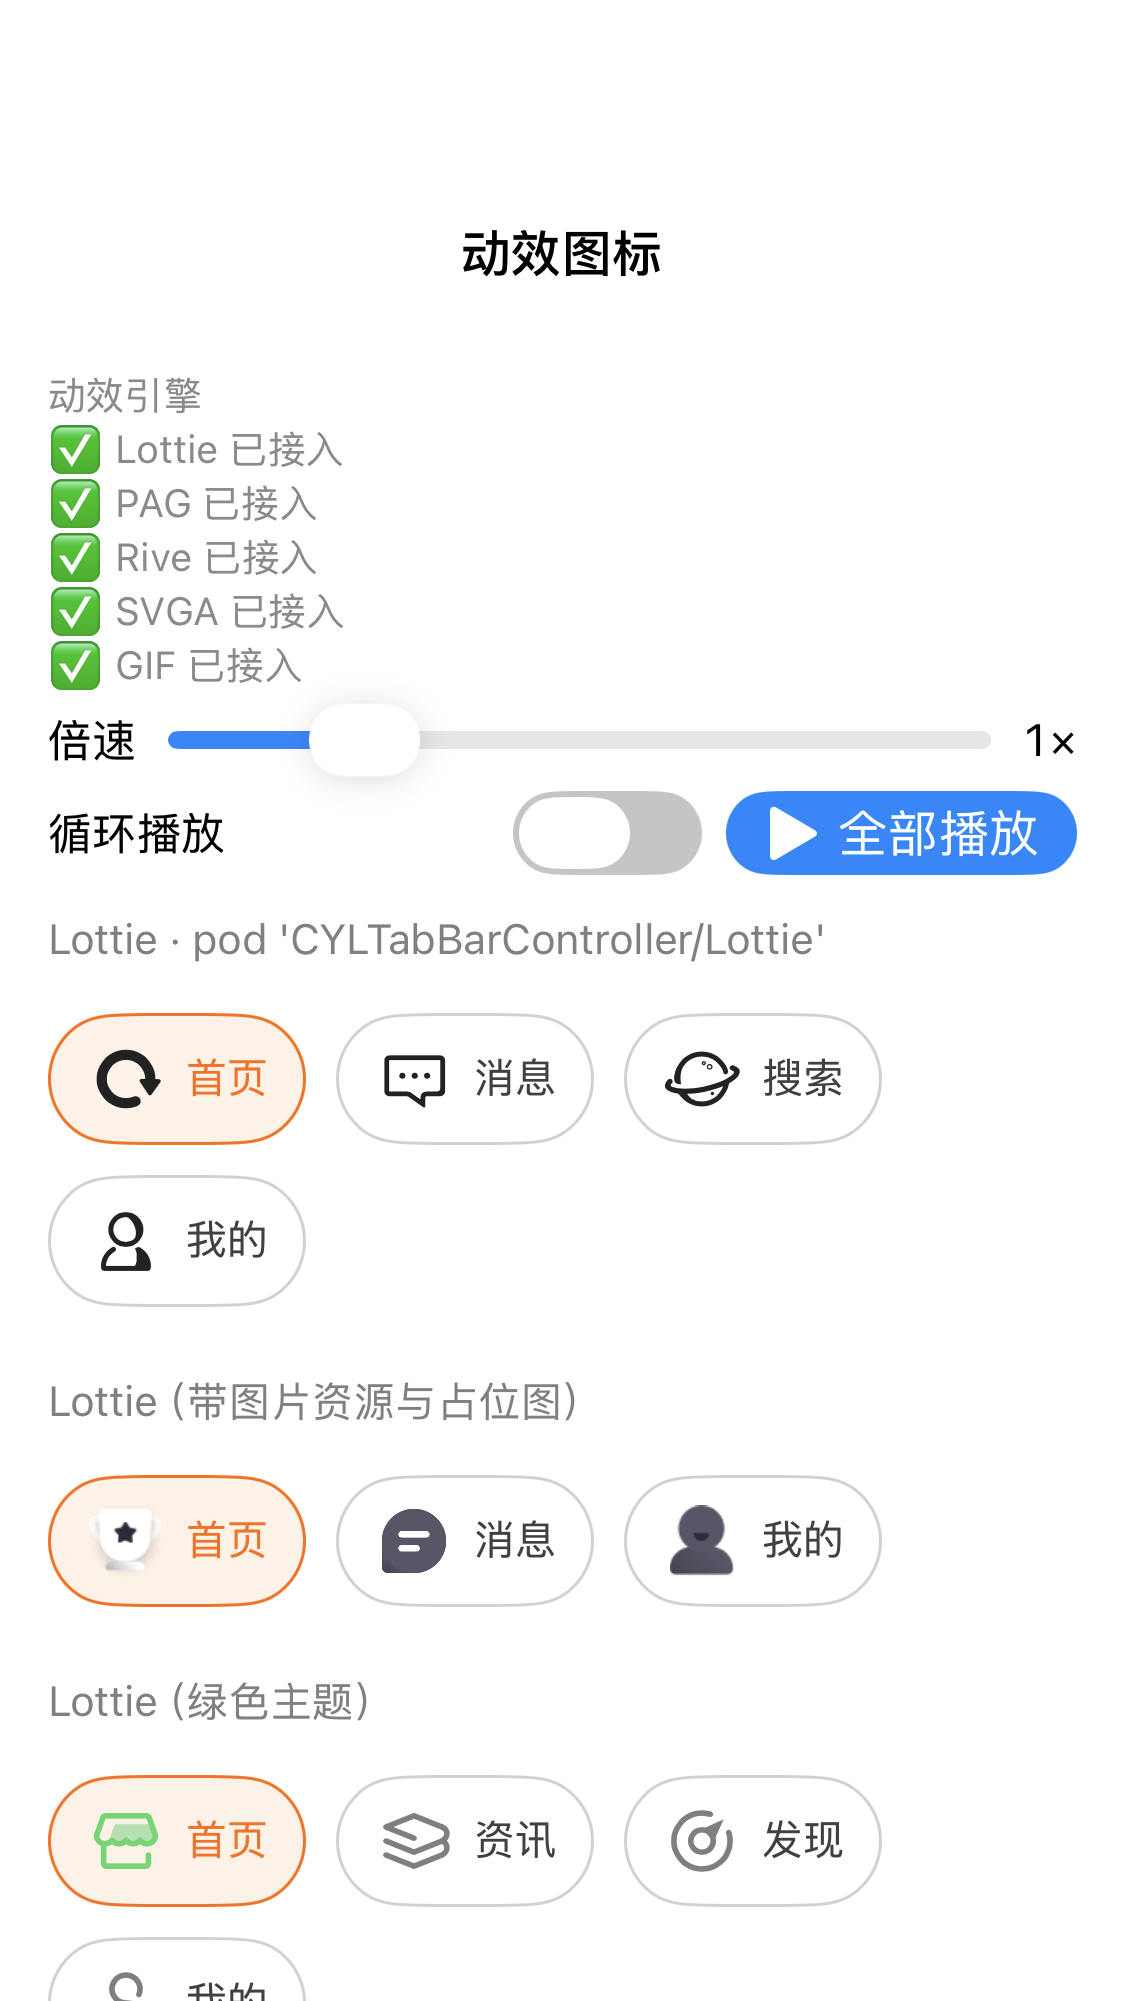 动效图标
动效引擎
✅ Lottie 已接入
✅ PAG 已接入
✅ Rive 已接入
✅ SVGA 已接入
✅ GIF 已接入
倍速 1×
循环播放 全部播放
Lottie · pod 'CYLTabBarController/Lottie'
首页 消息 搜索
我的
Lottie (带图片资源与占位图)
首页 消息 我的
Lottie (绿色主题)
首页 资讯 发现
我的